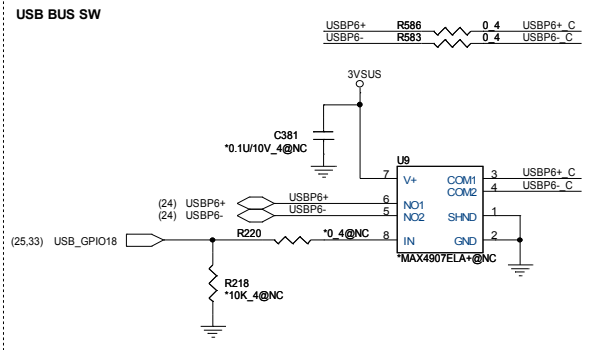 USB BUS SW
USBP6+ R586 0_4 USBP6+_C
USBP6- R583 0_4 USBP6-_C
3VSUS
C381
*0.1U/10V_4@NC
U9
7 V+ COM1 3 USBP6+_C
COM2 4 USBP6-_C
(24) USBP6+ USBP6+ 6 NO1
(24) USBP6- USBP6- 5 NO2 SHND 1
(25,33) USB_GPIO18 R220 *0_4@NC 8 IN GND 2
*MAX4907ELA+@NC
R218
*10K_4@NC